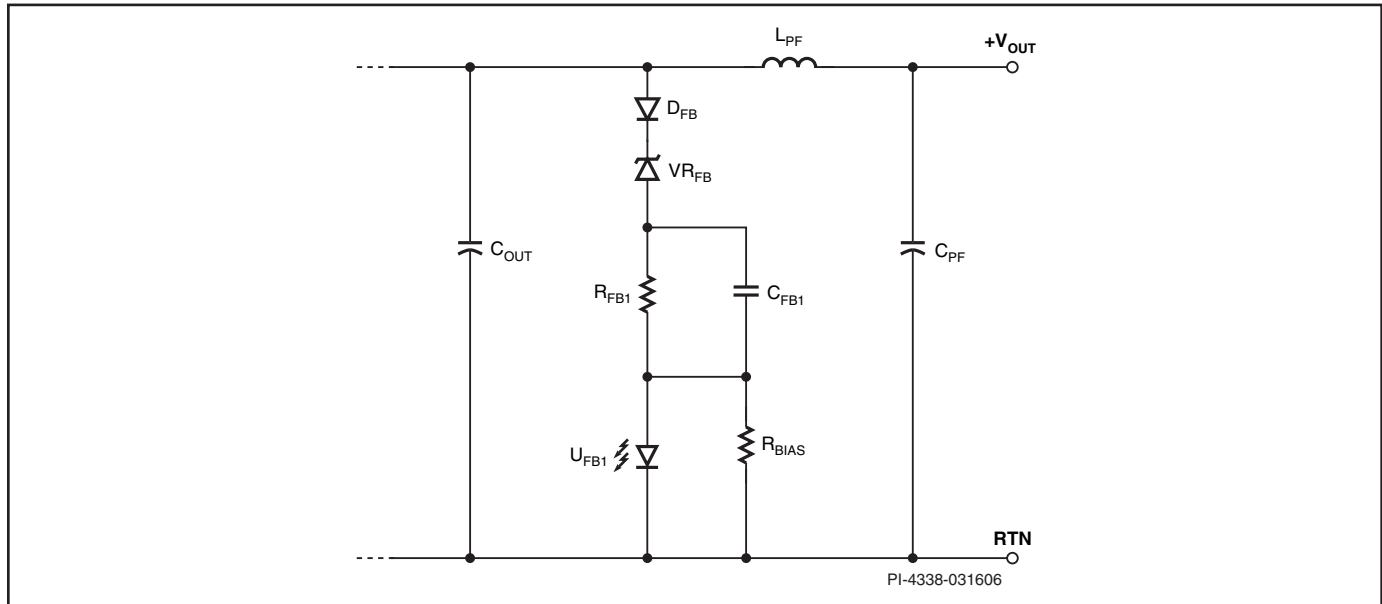 L_PF
+V_OUT
D_FB
VR_FB
C_OUT
C_PF
R_FB1
C_FB1
U_FB1
R_BIAS
RTN
PI-4338-031606